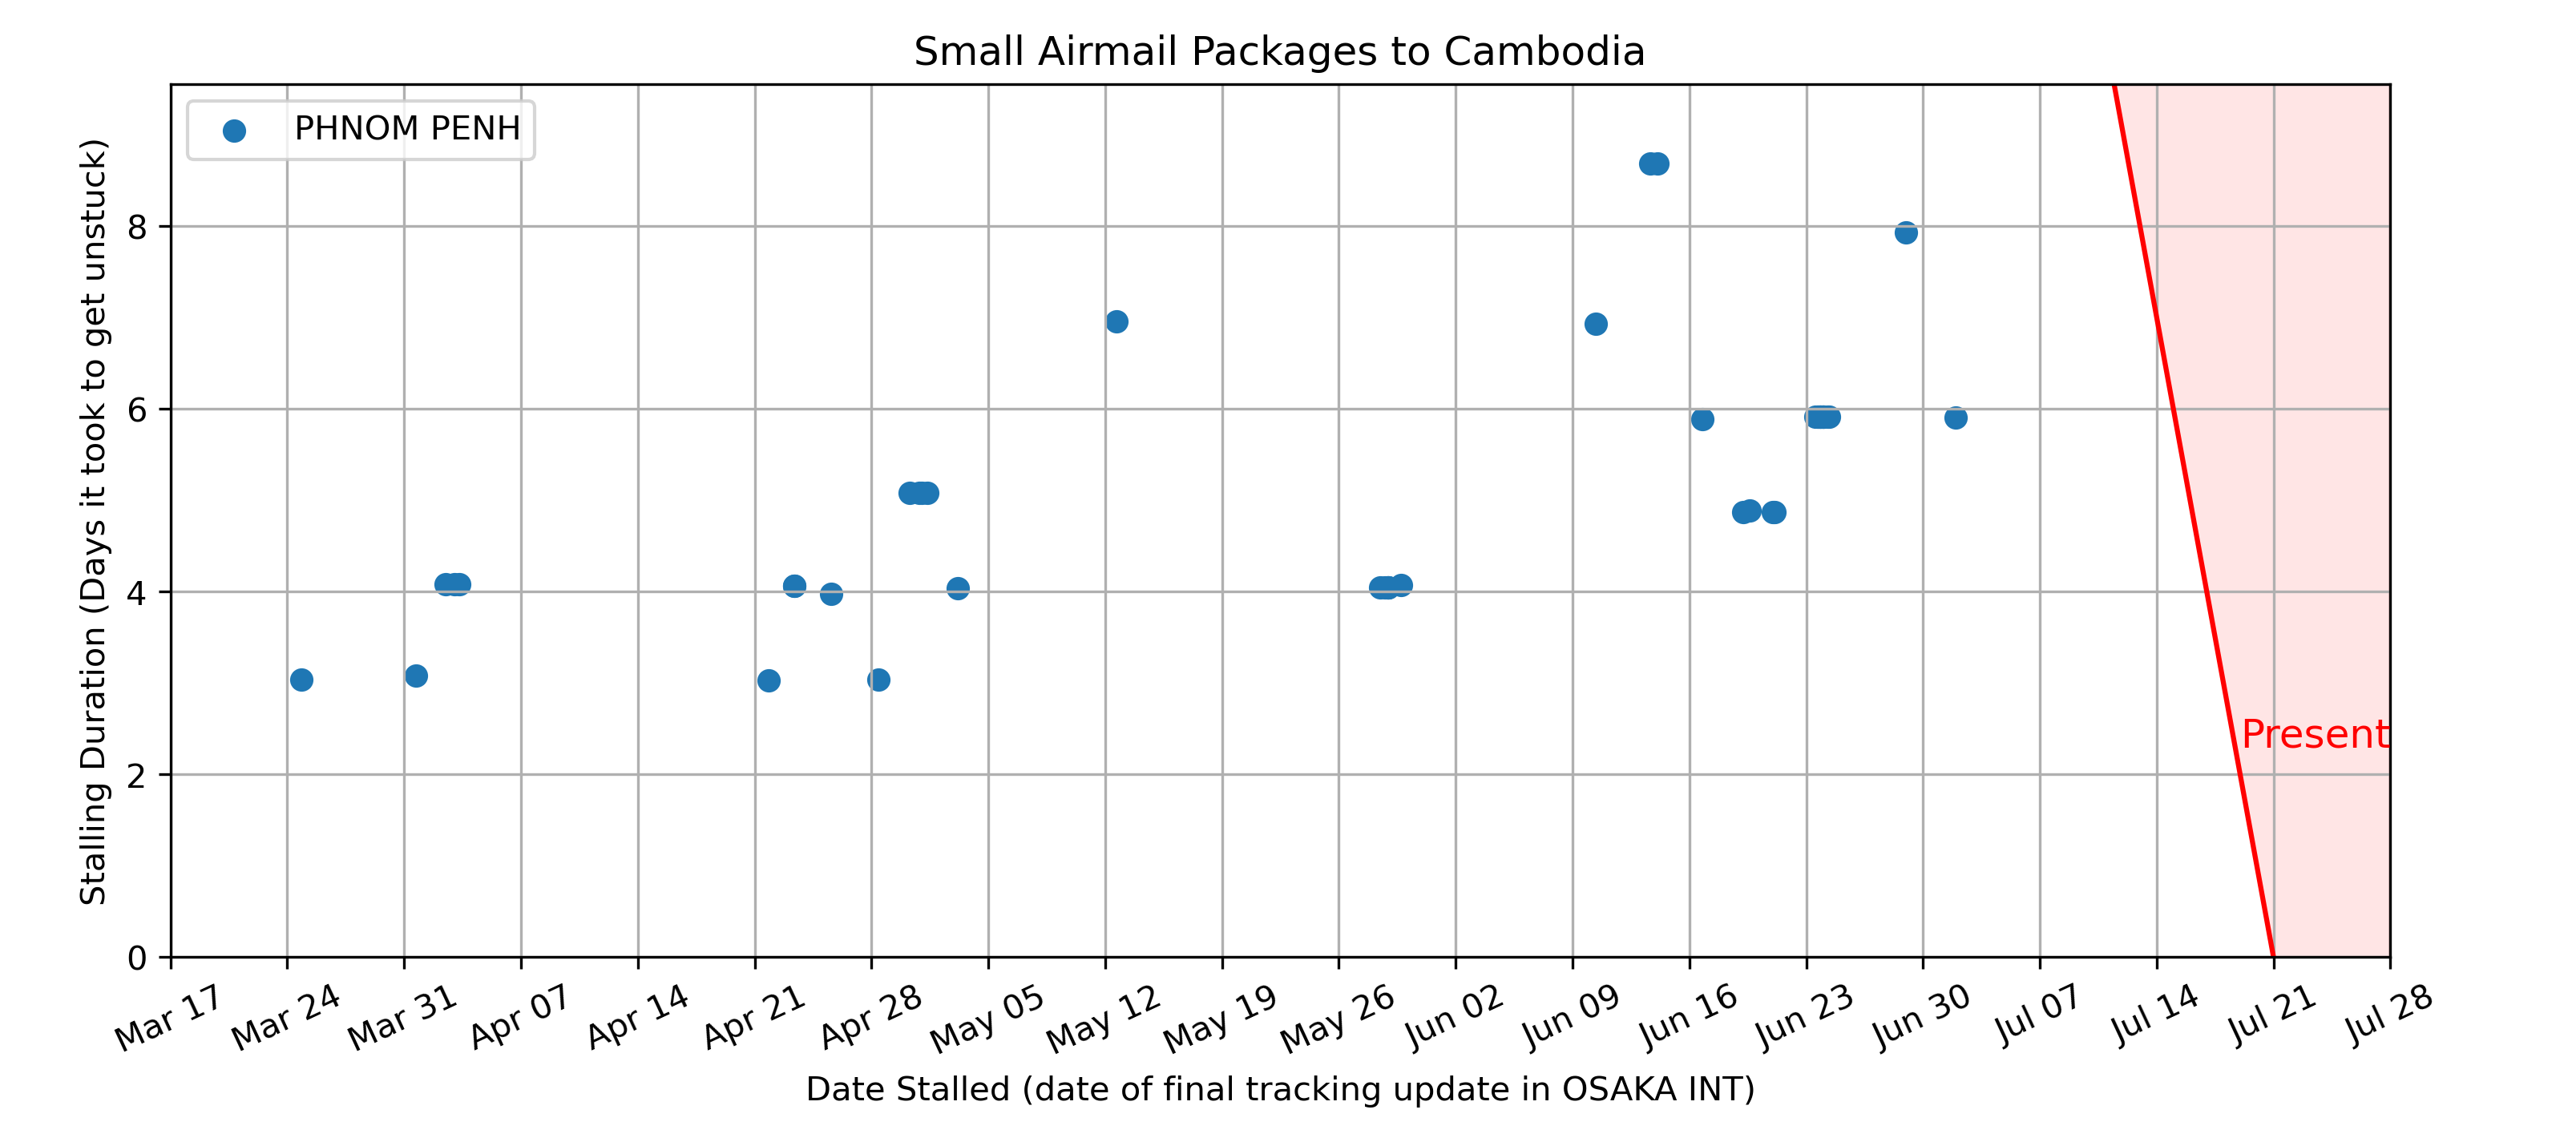 Small Airmail Packages to Cambodia
PHNOM PENH
Stalling Duration (Days it took to get unstuck)
8
6
4
2
0
Present
Mar 17
Mar 24
Mar 31
Apr 07
Apr 14
Apr 21
Apr 28
May 05
May 12
May 19
May 26
Jun 02
Jun 09
Jun 16
Jun 23
Jun 30
Jul 07
Jul 14
Jul 21
Jul 28
Date Stalled (date of final tracking update in OSAKA INT)